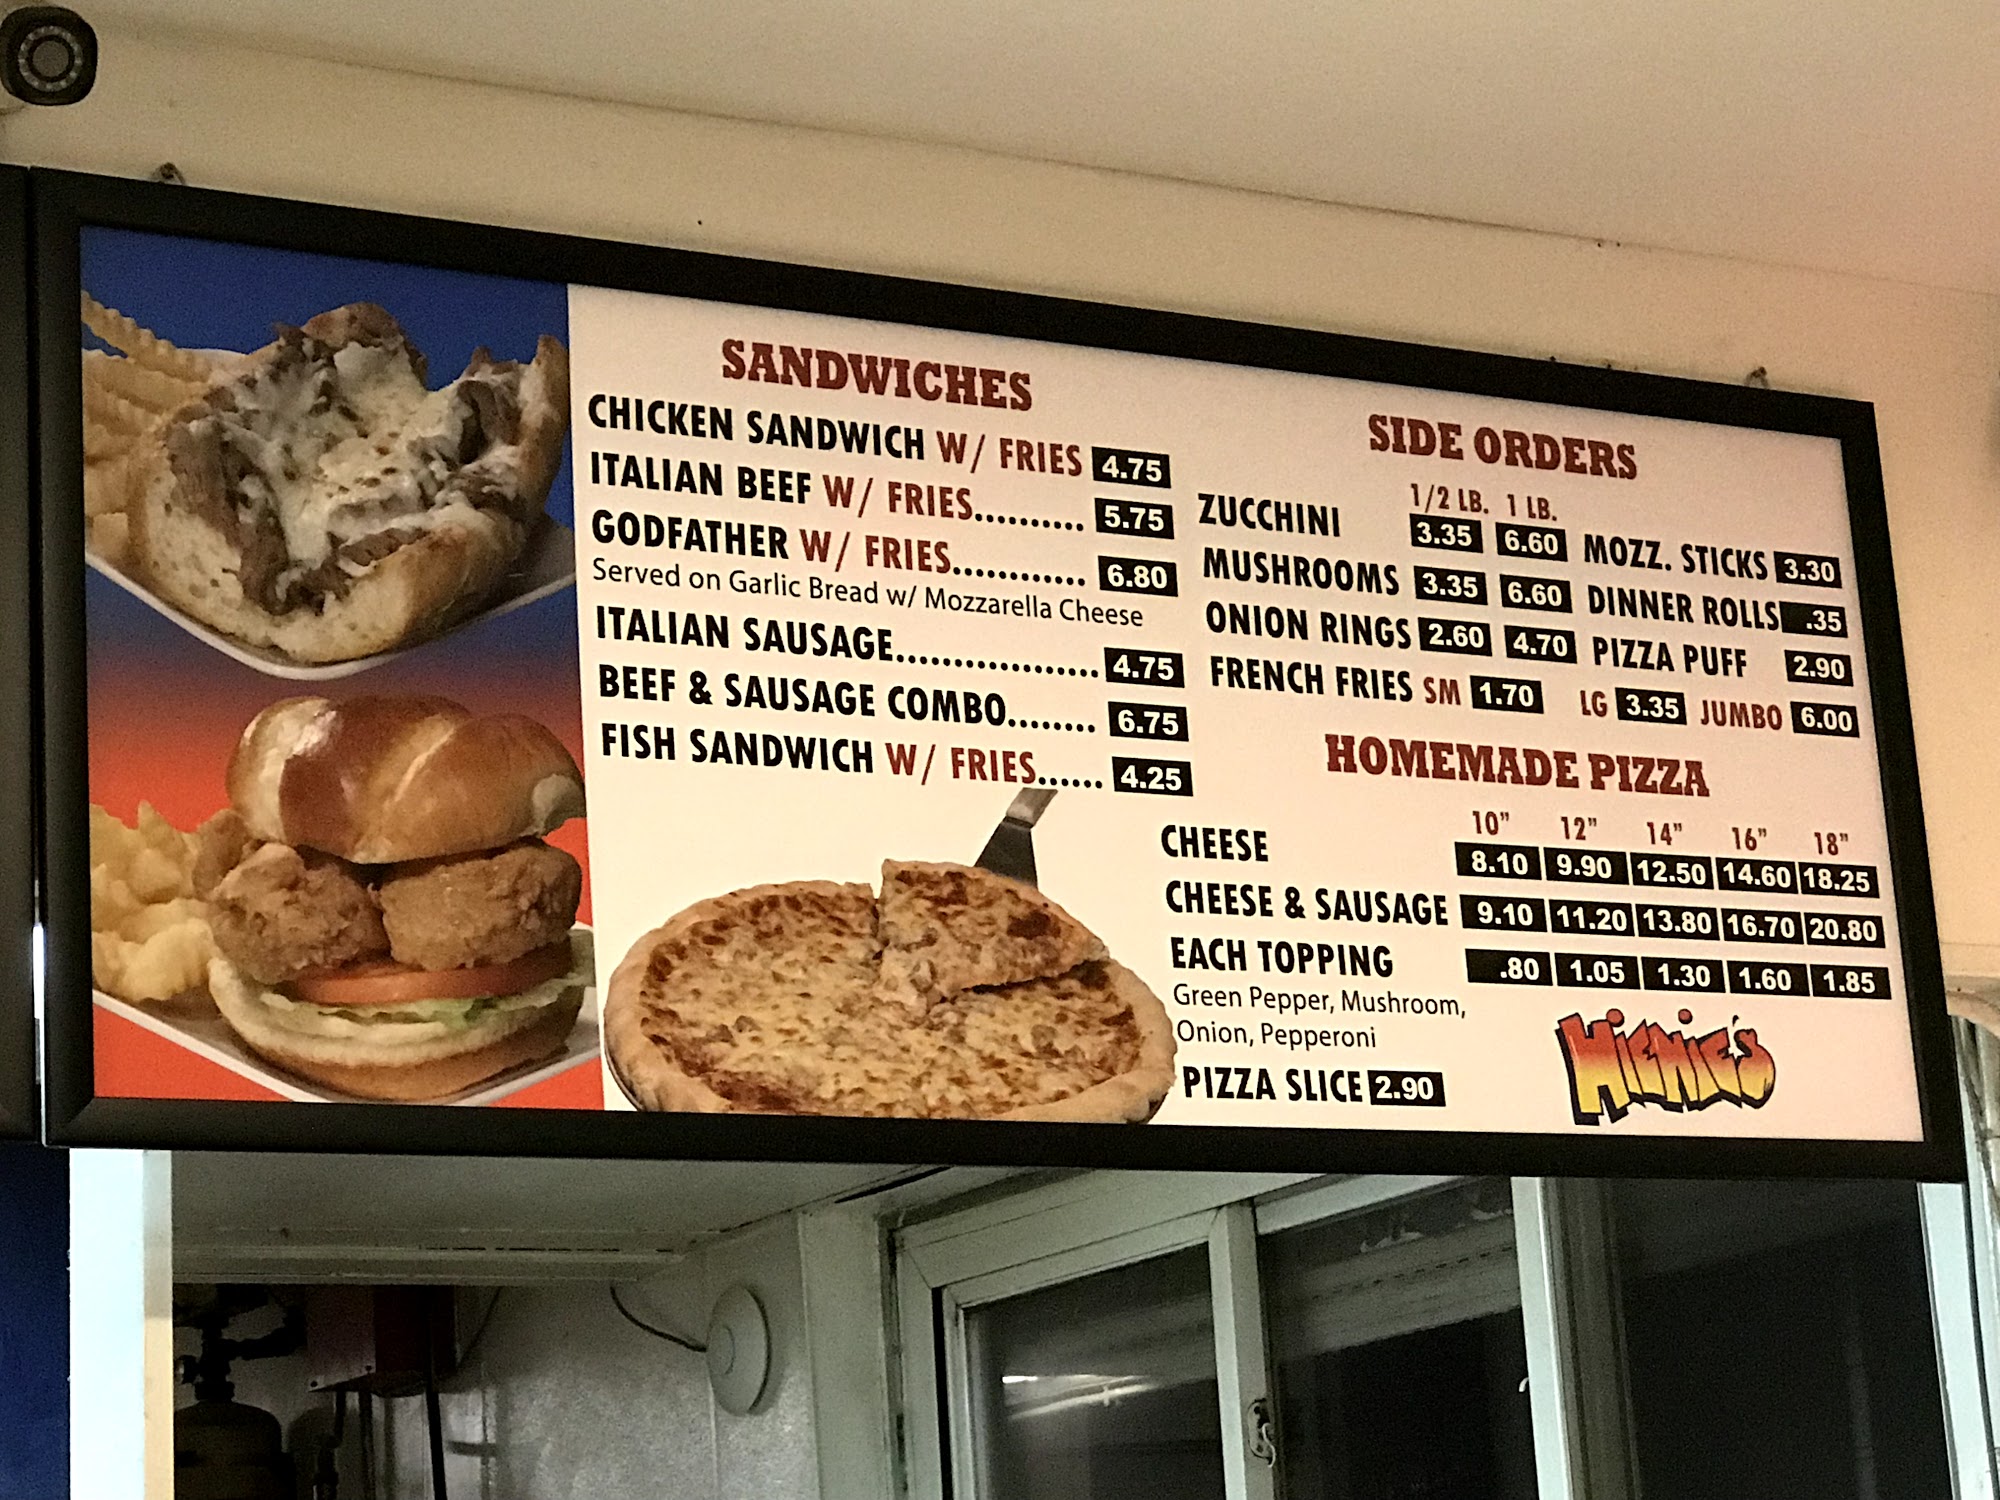 SANDWICHES
CHICKEN SANDWICH W/ FRIES 4.75
ITALIAN BEEF W/ FRIES.......... 5.75
GODFATHER W/ FRIES............ 6.80
Served on Garlic Bread w/ Mozzarella Cheese
ITALIAN SAUSAGE.................. 4.75
BEEF & SAUSAGE COMBO........ 6.75
FISH SANDWICH W/ FRIES...... 4.25
SIDE ORDERS
1/2 LB. 1 LB.
ZUCCHINI 3.35 6.60 MOZZ. STICKS 3.30
MUSHROOMS 3.35 6.60 DINNER ROLLS .35
ONION RINGS 2.60 4.70 PIZZA PUFF 2.90
FRENCH FRIES SM 1.70 LG 3.35 JUMBO 6.00
HOMEMADE PIZZA
10" 12" 14" 16" 18"
CHEESE 8.10 9.90 12.50 14.60 18.25
CHEESE & SAUSAGE 9.10 11.20 13.80 16.70 20.80
EACH TOPPING .80 1.05 1.30 1.60 1.85
Green Pepper, Mushroom,
Onion, Pepperoni
PIZZA SLICE 2.90
HIENIE'S